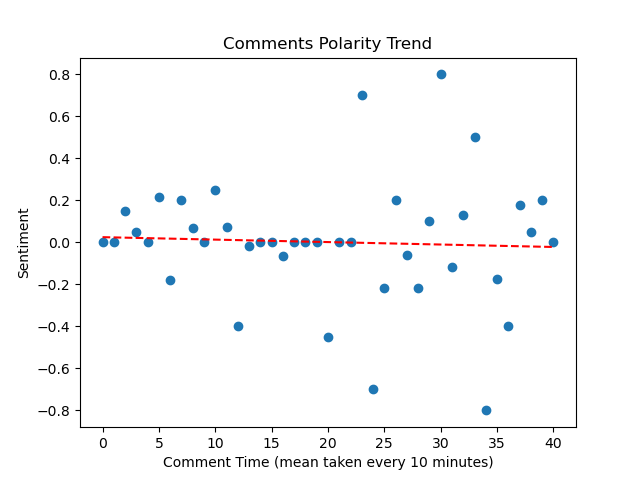 Comments Polarity Trend
0.8
0.6
0.4
0.2
0.0
−0.2
−0.4
−0.6
−0.8
Sentiment
0 5 10 15 20 25 30 35 40
Comment Time (mean taken every 10 minutes)